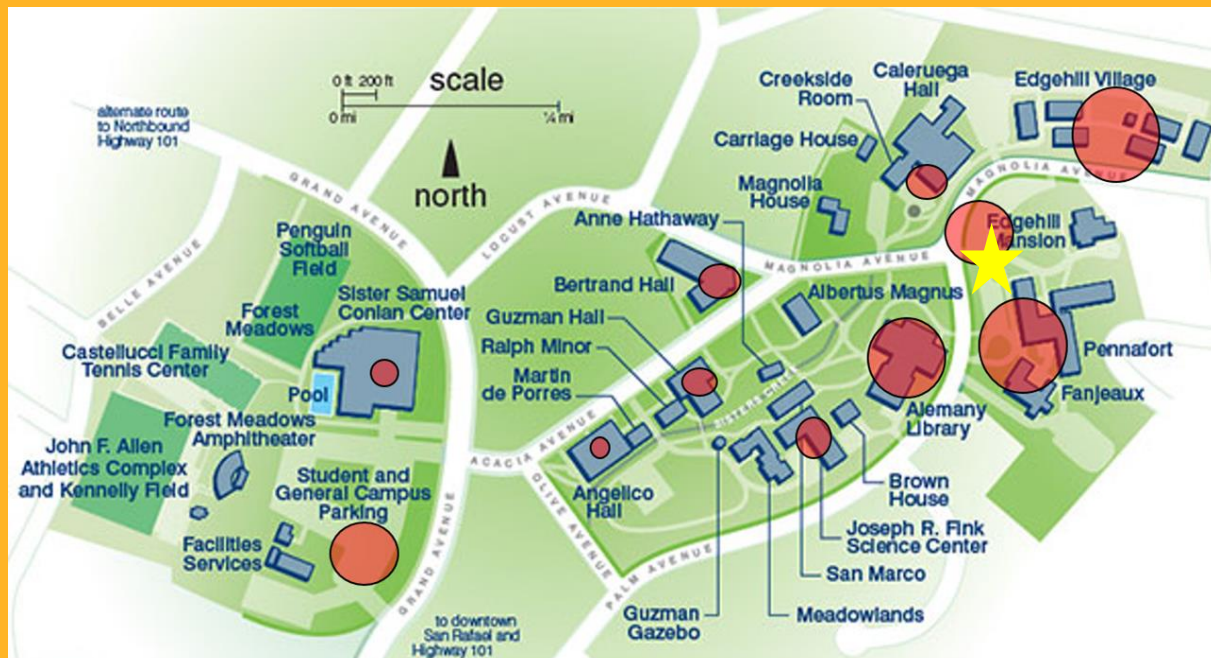 0 ft 200 ft
scale
0 mi
¼ mi
north
alternate route
to Northbound
Highway 101
GRAND AVENUE
BELLE AVENUE
LOCUST AVENUE
Penguin
Softball
Field
Forest
Meadows
Sister Samuel
Conlan Center
Castellucci Family
Tennis Center
Pool
Forest Meadows
Amphitheater
John F. Allen
Athletics Complex
and Kennelly Field
Student and
General Campus
Parking
Facilities
Services
GRAND AVENUE
to downtown
San Rafael and
Highway 101
Creekside
Room
Caleruega
Hall
Edgehill Village
Carriage House
Magnolia
House
MAGNOLIA AVENUE
Anne Hathaway
Edgehill
Mansion
MAGNOLIA AVENUE
Bertrand Hall
Albertus Magnus
Guzman Hall
Ralph Minor
Martin
de Porres
Pennafort
Fanjeaux
SISTERS CREEK
Alemany
Library
ACACIA AVENUE
OLIVE AVENUE
Angelico
Hall
Brown
House
Joseph R. Fink
Science Center
San Marco
PALM AVENUE
Guzman
Gazebo
Meadowlands